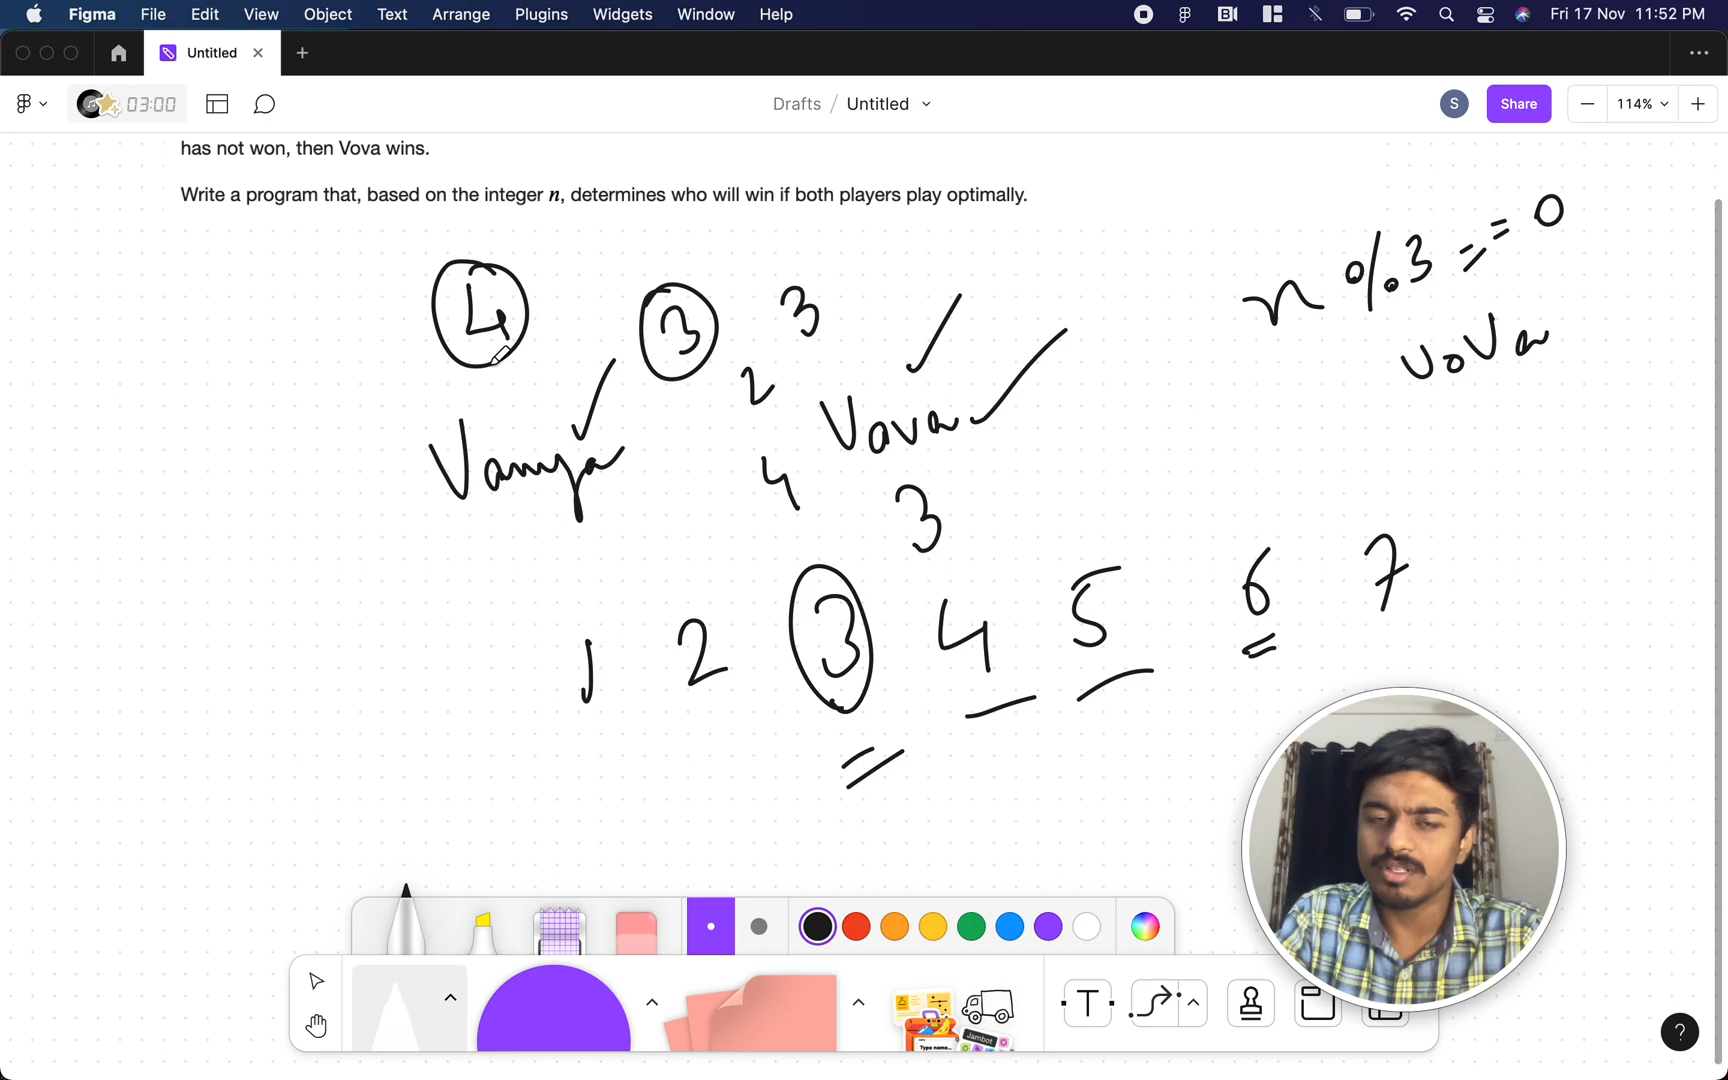 Figma File Edit View Object Text Arrange Plugins Widgets Window Help Fri 17 Nov 11:52 PM
Untitled
03:00 Drafts / Untitled S Share 114%
has not won, then Vova wins.
Write a program that, based on the integer n, determines who will win if both players play optimally.
n % 3 == 0
vova
4 3 3
2
Vanya Vova
4
3
1 2 3 4 5 6 7
T
Type name...
Jambot
?